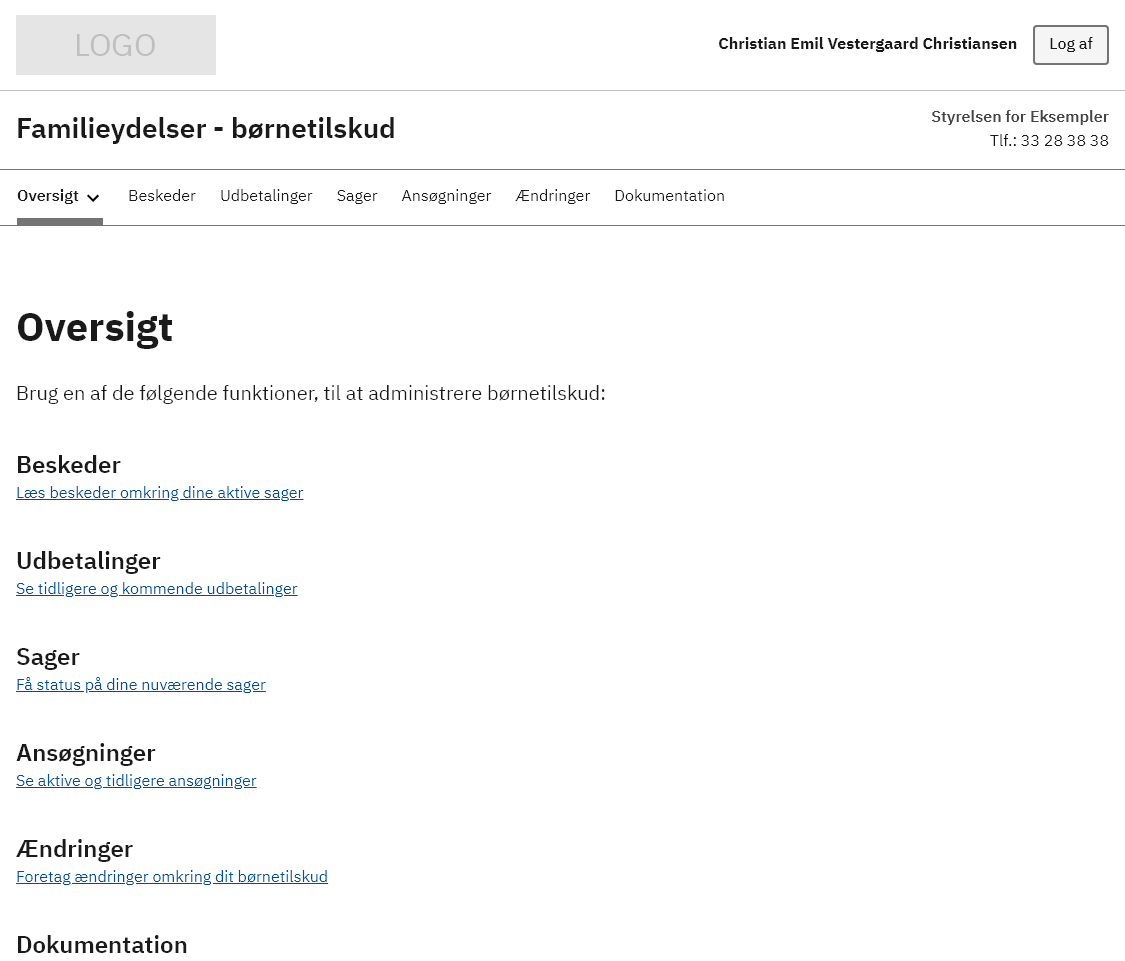 LOGO
Christian Emil Vestergaard Christiansen
Log af
Familieydelser - børnetilskud
Styrelsen for Eksempler
Tlf.: 33 28 38 38
Oversigt Beskeder Udbetalinger Sager Ansøgninger Ændringer Dokumentation
Oversigt
Brug en af de følgende funktioner, til at administrere børnetilskud:
Beskeder
Læs beskeder omkring dine aktive sager
Udbetalinger
Se tidligere og kommende udbetalinger
Sager
Få status på dine nuværende sager
Ansøgninger
Se aktive og tidligere ansøgninger
Ændringer
Foretag ændringer omkring dit børnetilskud
Dokumentation